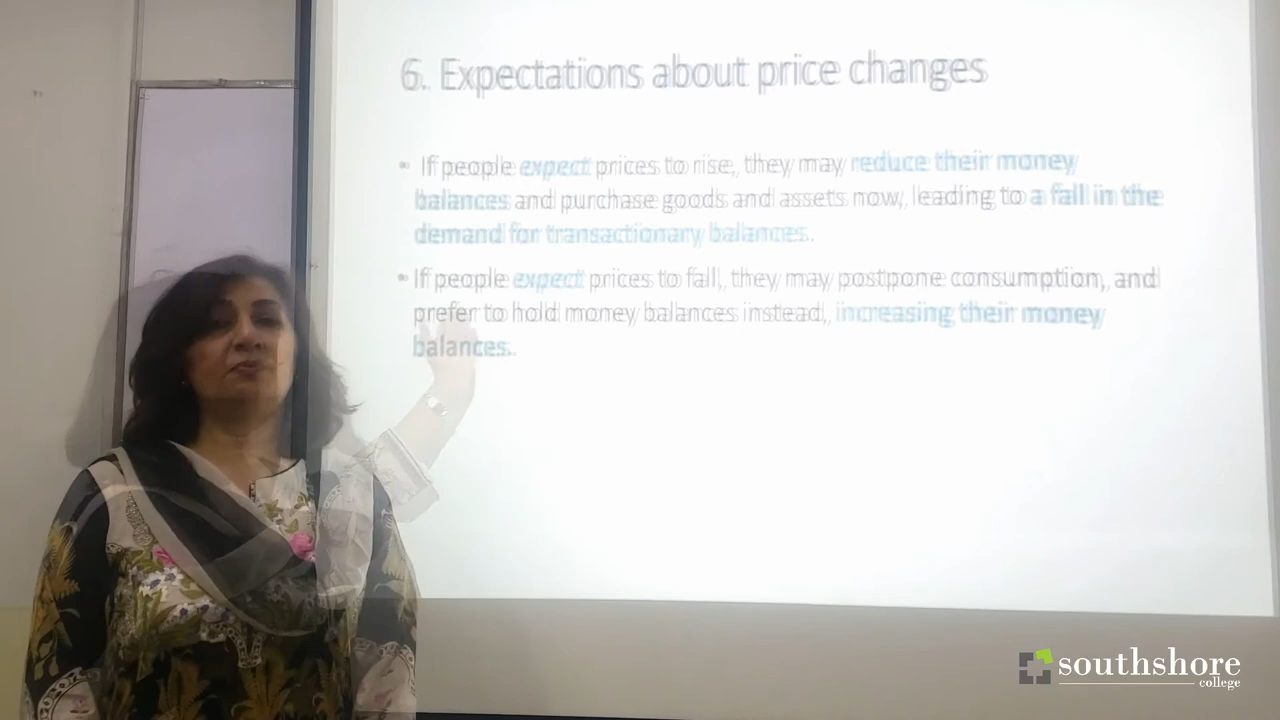 6. Expectations about price changes
• If people expect prices to rise, they may reduce their money
balances and purchase goods and assets now, leading to a fall in the
demand for transactionary balances.
• If people expect prices to fall, they may postpone consumption, and
prefer to hold money balances instead, increasing their money
balances.
southshore
college